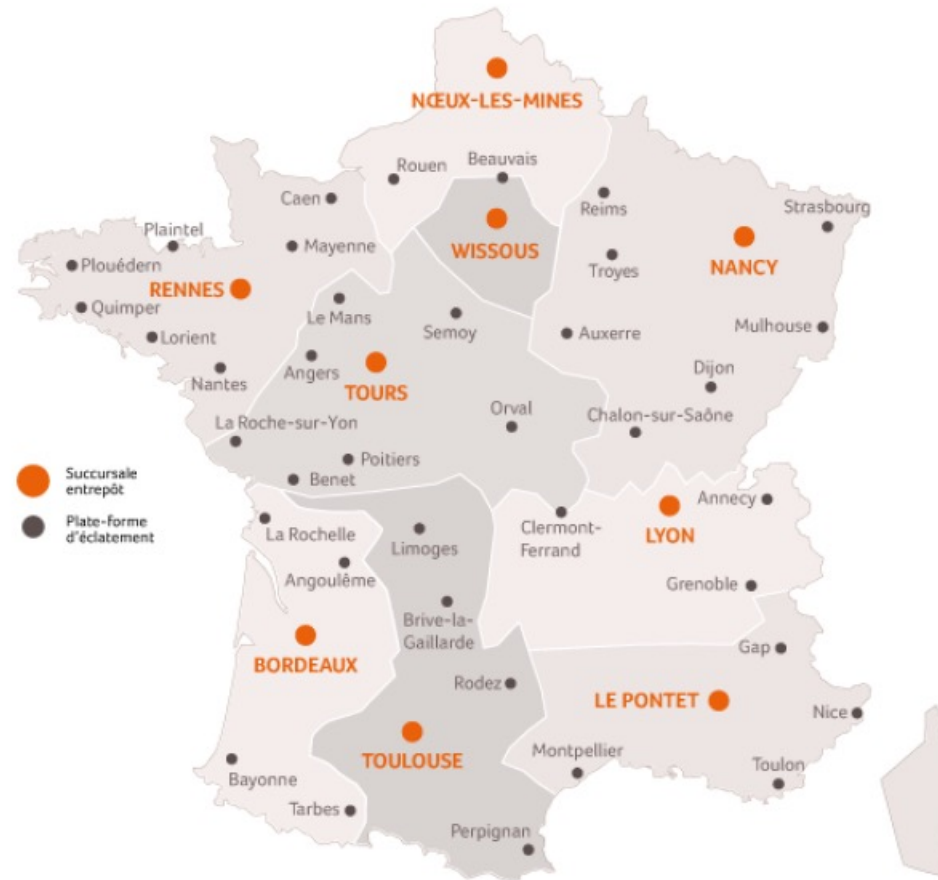 NŒUX-LES-MINES
Rouen
Beauvais
Caen
Reims
Strasbourg
Plaintel
Mayenne
WISSOUS
Troyes
NANCY
Plouédern
RENNES
Quimper
Le Mans
Semoy
Auxerre
Mulhouse
Lorient
Angers
Nantes
TOURS
Dijon
La Roche-sur-Yon
Orval
Chalon-sur-Saône
Poitiers
Benet
Succursale
entrepôt
Plate-forme
d'éclatement
La Rochelle
Limoges
Clermont-
Ferrand
LYON
Annecy
Angoulême
Grenoble
Brive-la-
Gaillarde
BORDEAUX
Gap
Rodez
LE PONTET
Nice
TOULOUSE
Montpellier
Toulon
Bayonne
Tarbes
Perpignan